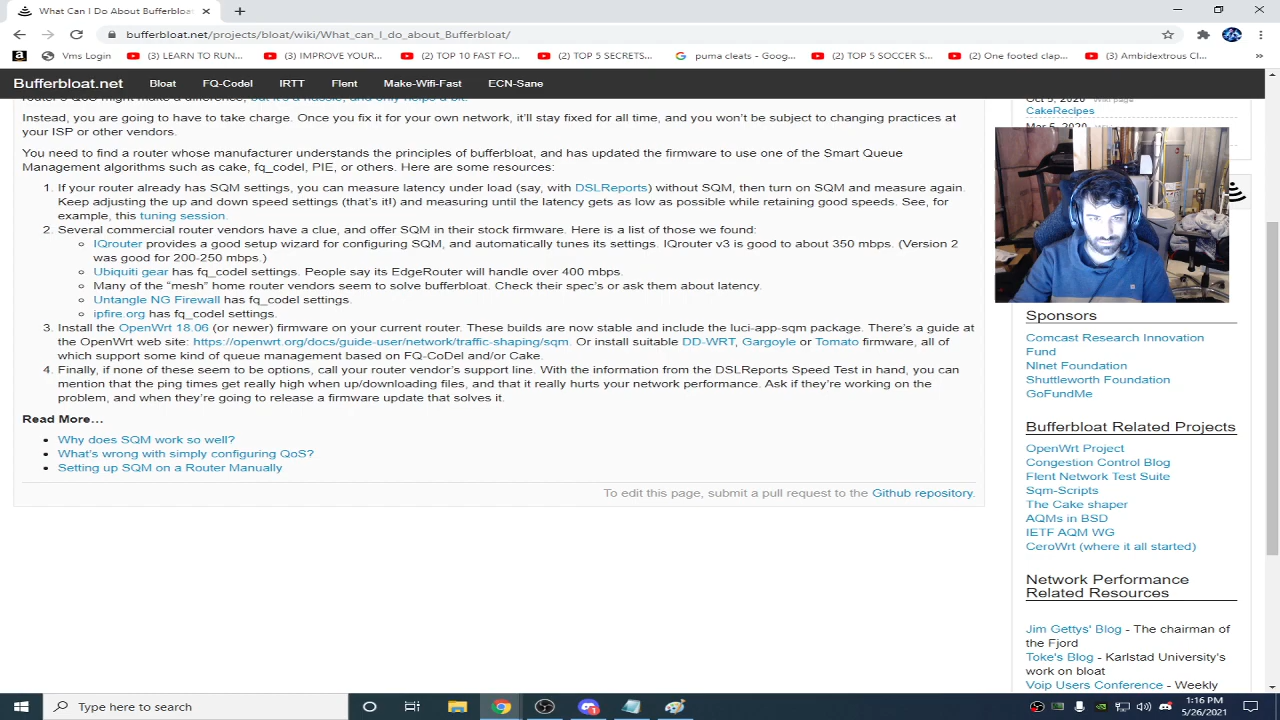 What Can I Do About Bufferbloat
bufferbloat.net/projects/bloat/wiki/What_can_I_do_about_Bufferbloat/
Vms Login
(3) LEARN TO RUN...
(3) IMPROVE YOUR...
(2) TOP 10 FAST FO...
(2) TOP 5 SECRETS...
puma cleats - Goog...
(2) TOP 5 SOCCER S...
(2) One footed clap...
(3) Ambidextrous Cl...
»
Bufferbloat.net
Bloat
FQ-Codel
IRTT
Flent
Make-Wifi-Fast
ECN-Sane
router's QoS might make a difference, but it's a hassle, and only helps a bit.
Instead, you are going to have to take charge. Once you fix it for your own network, it'll stay fixed for all time, and you won't be subject to changing practices at
your ISP or other vendors.
You need to find a router whose manufacturer understands the principles of bufferbloat, and has updated the firmware to use one of the Smart Queue
Management algorithms such as cake, fq_codel, PIE, or others. Here are some resources:
1. If your router already has SQM settings, you can measure latency under load (say, with DSLReports) without SQM, then turn on SQM and measure again.
Keep adjusting the up and down speed settings (that's it!) and measuring until the latency gets as low as possible while retaining good speeds. See, for
example, this tuning session.
2. Several commercial router vendors have a clue, and offer SQM in their stock firmware. Here is a list of those we found:
IQrouter provides a good setup wizard for configuring SQM, and automatically tunes its settings. IQrouter v3 is good to about 350 mbps. (Version 2
was good for 200-250 mbps.)
Ubiquiti gear has fq_codel settings. People say its EdgeRouter will handle over 400 mbps.
Many of the "mesh" home router vendors seem to solve bufferbloat. Check their spec's or ask them about latency.
Untangle NG Firewall has fq_codel settings.
ipfire.org has fq_codel settings.
3. Install the OpenWrt 18.06 (or newer) firmware on your current router. These builds are now stable and include the luci-app-sqm package. There's a guide at
the OpenWrt web site: https://openwrt.org/docs/guide-user/network/traffic-shaping/sqm. Or install suitable DD-WRT, Gargoyle or Tomato firmware, all of
which support some kind of queue management based on FQ-CoDel and/or Cake.
4. Finally, if none of these seem to be options, call your router vendor's support line. With the information from the DSLReports Speed Test in hand, you can
mention that the ping times get really high when up/downloading files, and that it really hurts your network performance. Ask if they're working on the
problem, and when they're going to release a firmware update that solves it.
Read More...
Why does SQM work so well?
What's wrong with simply configuring QoS?
Setting up SQM on a Router Manually
To edit this page, submit a pull request to the Github repository.
Oct 5, 2020 Wiki page
CakeRecipes
Mar 5, 2020
Sponsors
Comcast Research Innovation
Fund
NInet Foundation
Shuttleworth Foundation
GoFundMe
Bufferbloat Related Projects
OpenWrt Project
Congestion Control Blog
Flent Network Test Suite
Sqm-Scripts
The Cake shaper
AQMs in BSD
IETF AQM WG
CeroWrt (where it all started)
Network Performance
Related Resources
Jim Gettys' Blog - The chairman of
the Fjord
Toke's Blog - Karlstad University's
work on bloat
Voip Users Conference - Weekly
Type here to search
1:16 PM
5/26/2021